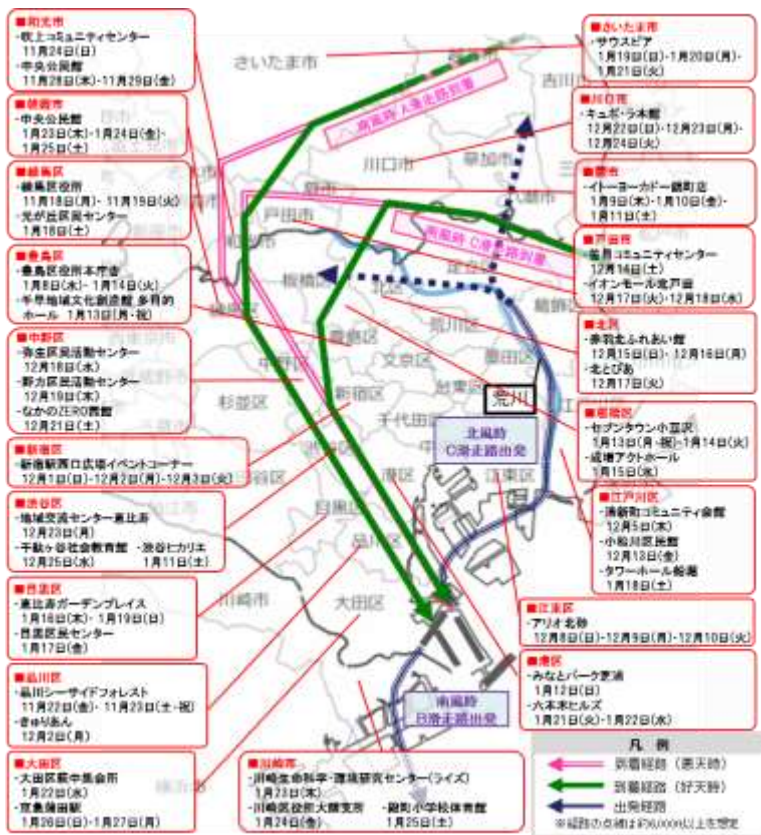 ■和光市
・吹上コミュニティセンター
11月24日(日)
・中央公民館
11月28日(木)・11月29日(金)
■朝霞市
・中央公民館
1月23日(木)・1月24日(金)・
1月25日(土)
■練馬区
・練馬区役所
11月18日(月)・11月19日(火)
・光が丘区民センター
1月18日(土)
■豊島区
・豊島区役所本庁舎
1月8日(水)・1月14日(火)
・千早地域文化創造館 多目的
ホール 1月13日(月・祝)
■中野区
・弥生区民活動センター
12月18日(水)
・野方区民活動センター
12月19日(木)
・なかのZERO西館
12月21日(土)
■新宿区
・新宿駅西口広場イベントコーナー
12月1日(日)・12月2日(月)・12月3日(火)
■渋谷区
・地域交流センター恵比寿
12月23日(月)
・千駄ヶ谷社会教育館 ・渋谷ヒカリエ
12月25日(水) 1月11日(土)
■目黒区
・恵比寿ガーデンプレイス
1月16日(木)・1月19日(日)
・目黒区民センター
1月17日(金)
■品川区
・品川シーサイドフォレスト
11月22日(金)・11月23日(土・祝)
・きゅりあん
12月2日(月)
■大田区
・大田区萩中集会所
1月22日(水)
・京急蒲田駅
1月26日(日)・1月27日(月)
■川崎市
・川崎生命科学・環境研究センター(ライズ)
1月23日(木)
・川崎区役所大師支所 ・殿町小学校体育館
1月24日(金) 1月25日(土)
■さいたま市
・サウスピア
1月19日(日)・1月20日(月)・
1月21日(火)
■川口市
・キュポ・ラ本館
12月22日(日)・12月23日(月)・
12月24日(火)
■蕨市
・イトーヨーカドー錦町店
1月9日(木)・1月10日(金)・
1月11日(土)
■戸田市
・笹目コミュニティセンター
12月14日(土)
・イオンモール北戸田
12月17日(火)・12月18日(水)
■北区
・赤羽北ふれあい館
12月15日(日)・12月16日(月)
・北とぴあ
12月17日(火)
■板橋区
・セブンタウン小豆沢
1月13日(月・祝)・1月14日(火)
・成増アクトホール
1月15日(水)
■江戸川区
・清新町コミュニティ会館
12月5日(木)
・小松川区民館
12月13日(金)
・タワーホール船堀
1月18日(土)
■江東区
・アリオ北砂
12月8日(日)・12月9日(月)・12月10日(火)
■港区
・みなとパーク芝浦
1月12日(日)
・六本木ヒルズ
1月21日(火)・1月22日(水)
さいたま市
吉川市
南風時 A滑走路到着
川口市
草加市
八潮市
戸田市
南風時 C滑走路到着
板橋区
北区
足立区
葛飾区
豊島区
荒川区
文京区
墨田区
中野区
台東区
杉並区
新宿区
荒川
千代田区
北風時
C滑走路出発
港区
江東区
目黒区
品川区
川崎市
大田区
南風時
B滑走路出発
凡 例
到着経路 (悪天時)
到着経路 (好天時)
出発経路
※経路の点線は約6,000ft以上を想定